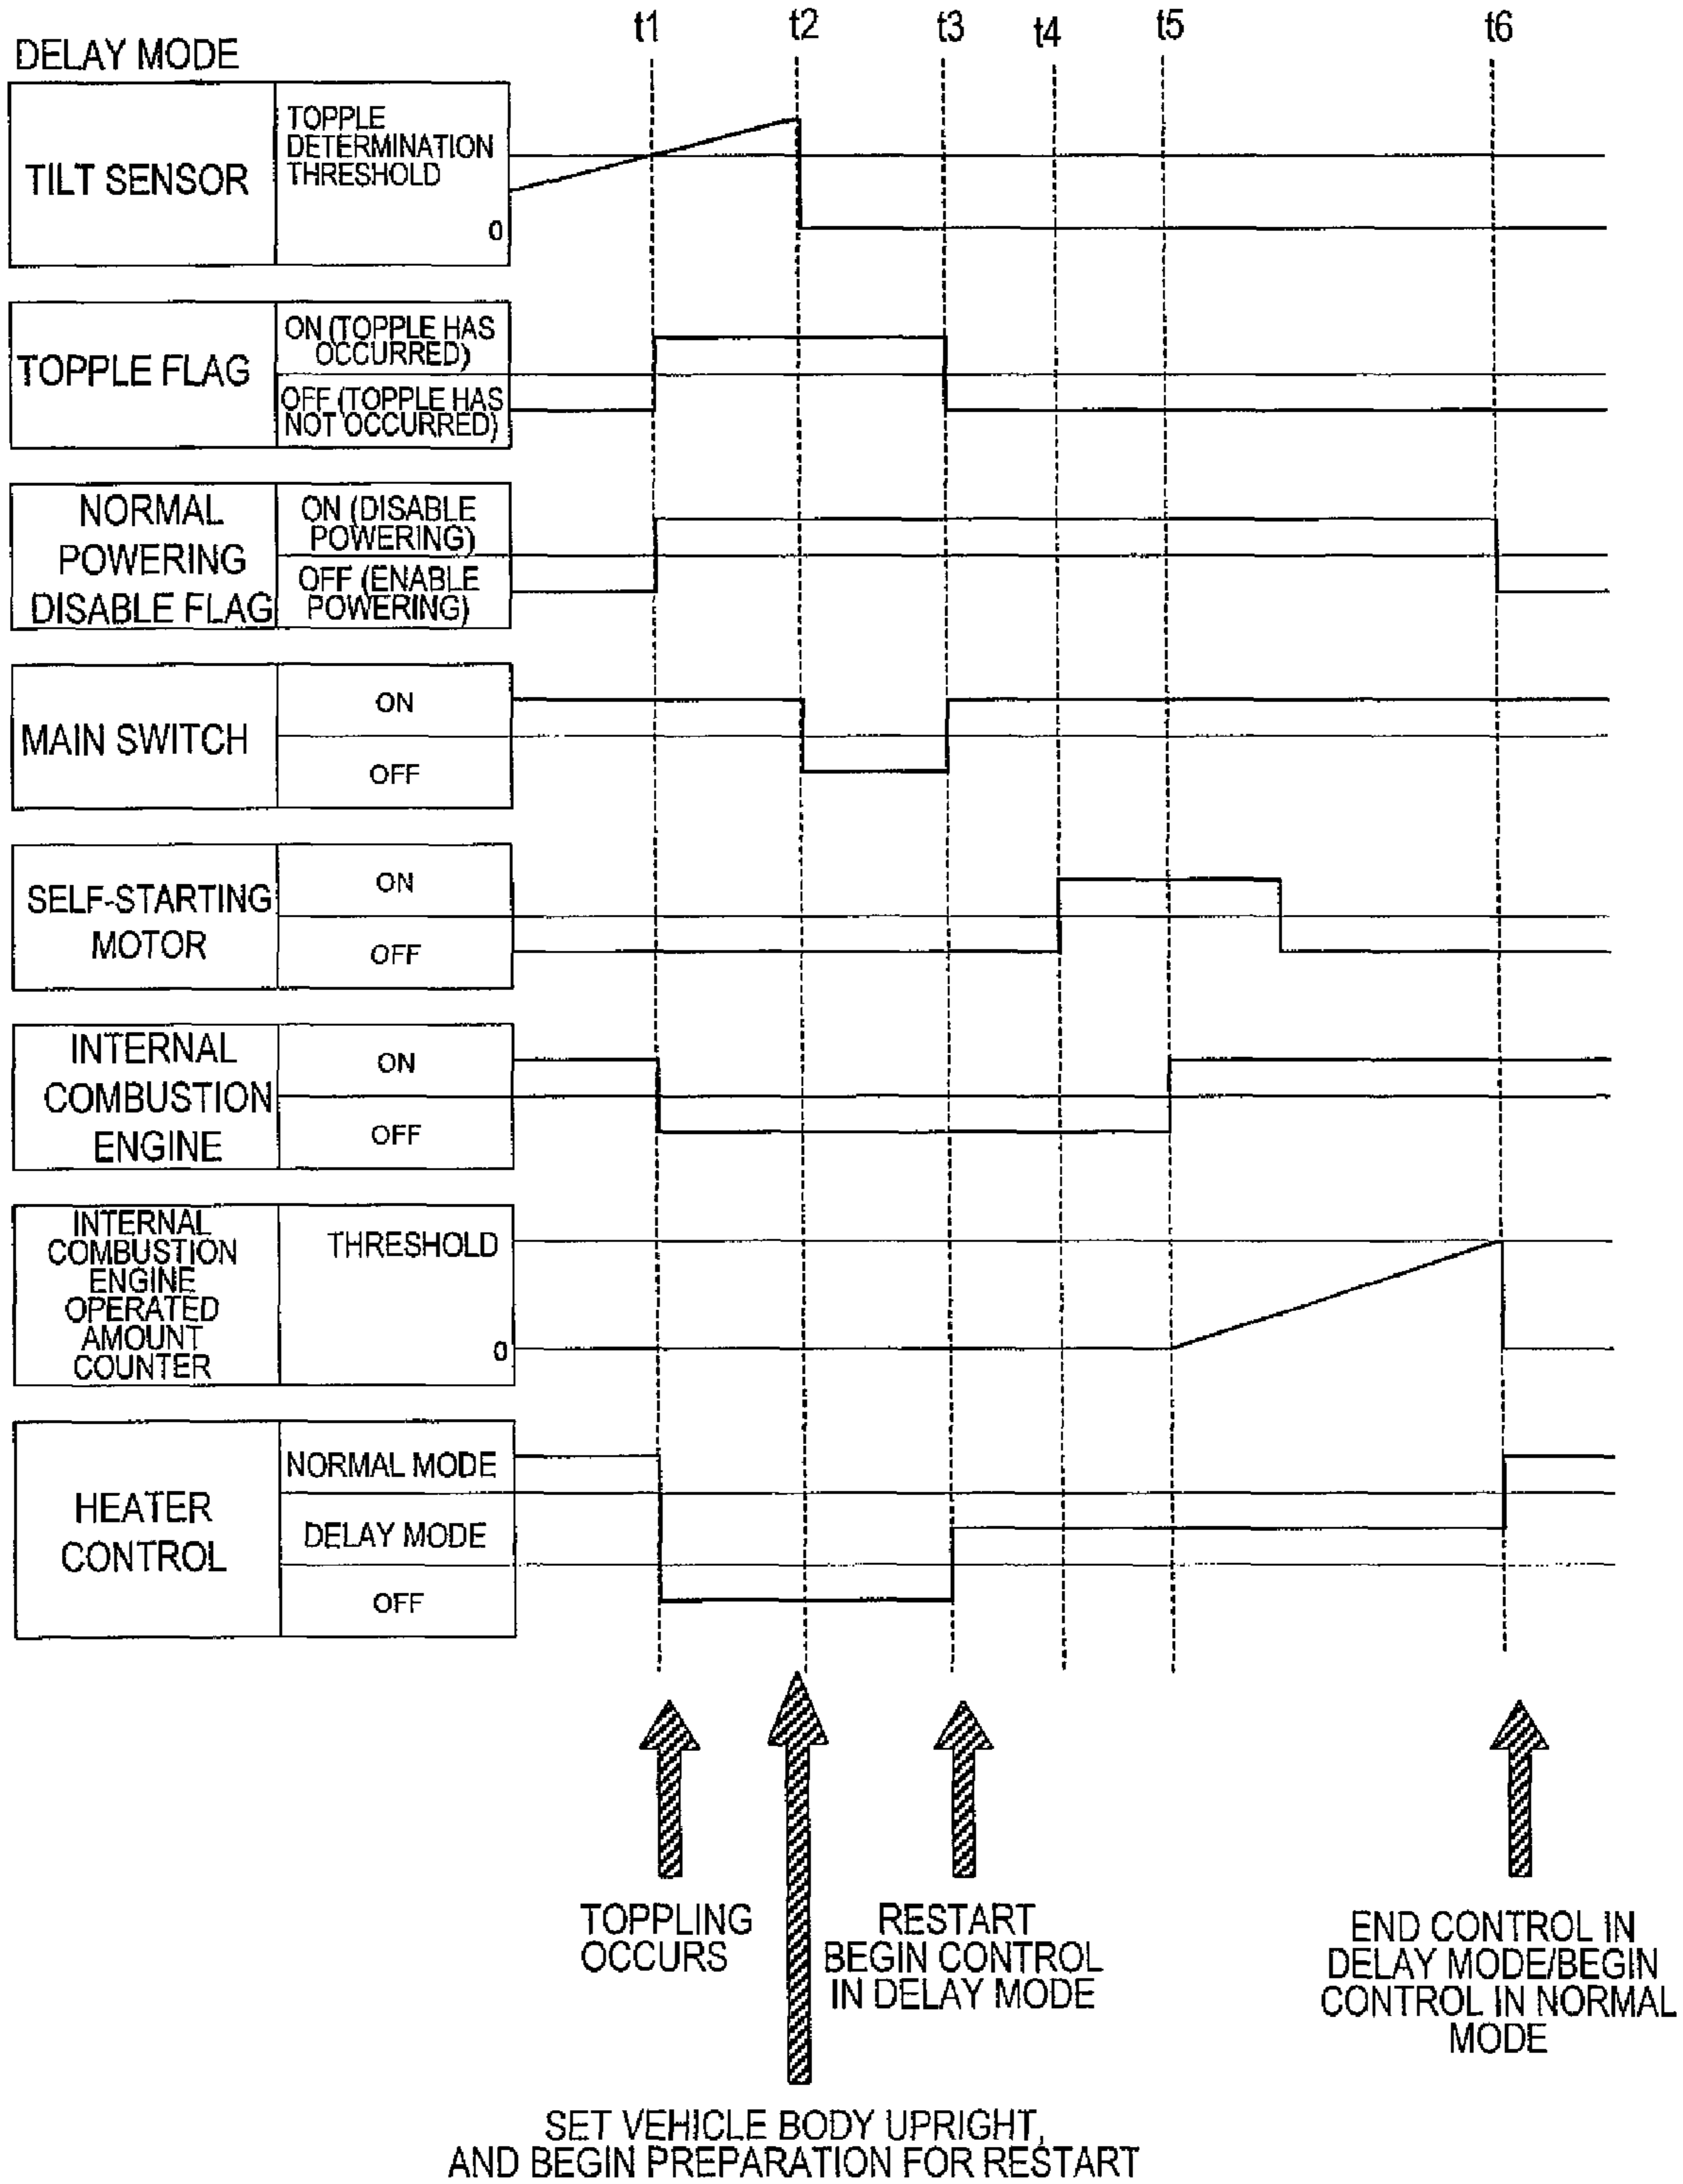 t1 t2 t3 t4 t5 t6
DELAY MODE
TILT SENSOR
TOPPLE
DETERMINATION
THRESHOLD
0
TOPPLE FLAG
ON (TOPPLE HAS
OCCURRED)
OFF (TOPPLE HAS
NOT OCCURRED)
NORMAL
POWERING
DISABLE FLAG
ON (DISABLE
POWERING)
OFF (ENABLE
POWERING)
MAIN SWITCH
ON
OFF
SELF-STARTING
MOTOR
ON
OFF
INTERNAL
COMBUSTION
ENGINE
ON
OFF
INTERNAL
COMBUSTION
ENGINE
OPERATED
AMOUNT
COUNTER
THRESHOLD
0
HEATER
CONTROL
NORMAL MODE
DELAY MODE
OFF
TOPPLING
OCCURS
RESTART
BEGIN CONTROL
IN DELAY MODE
END CONTROL IN
DELAY MODE/BEGIN
CONTROL IN NORMAL
MODE
SET VEHICLE BODY UPRIGHT,
AND BEGIN PREPARATION FOR RESTART